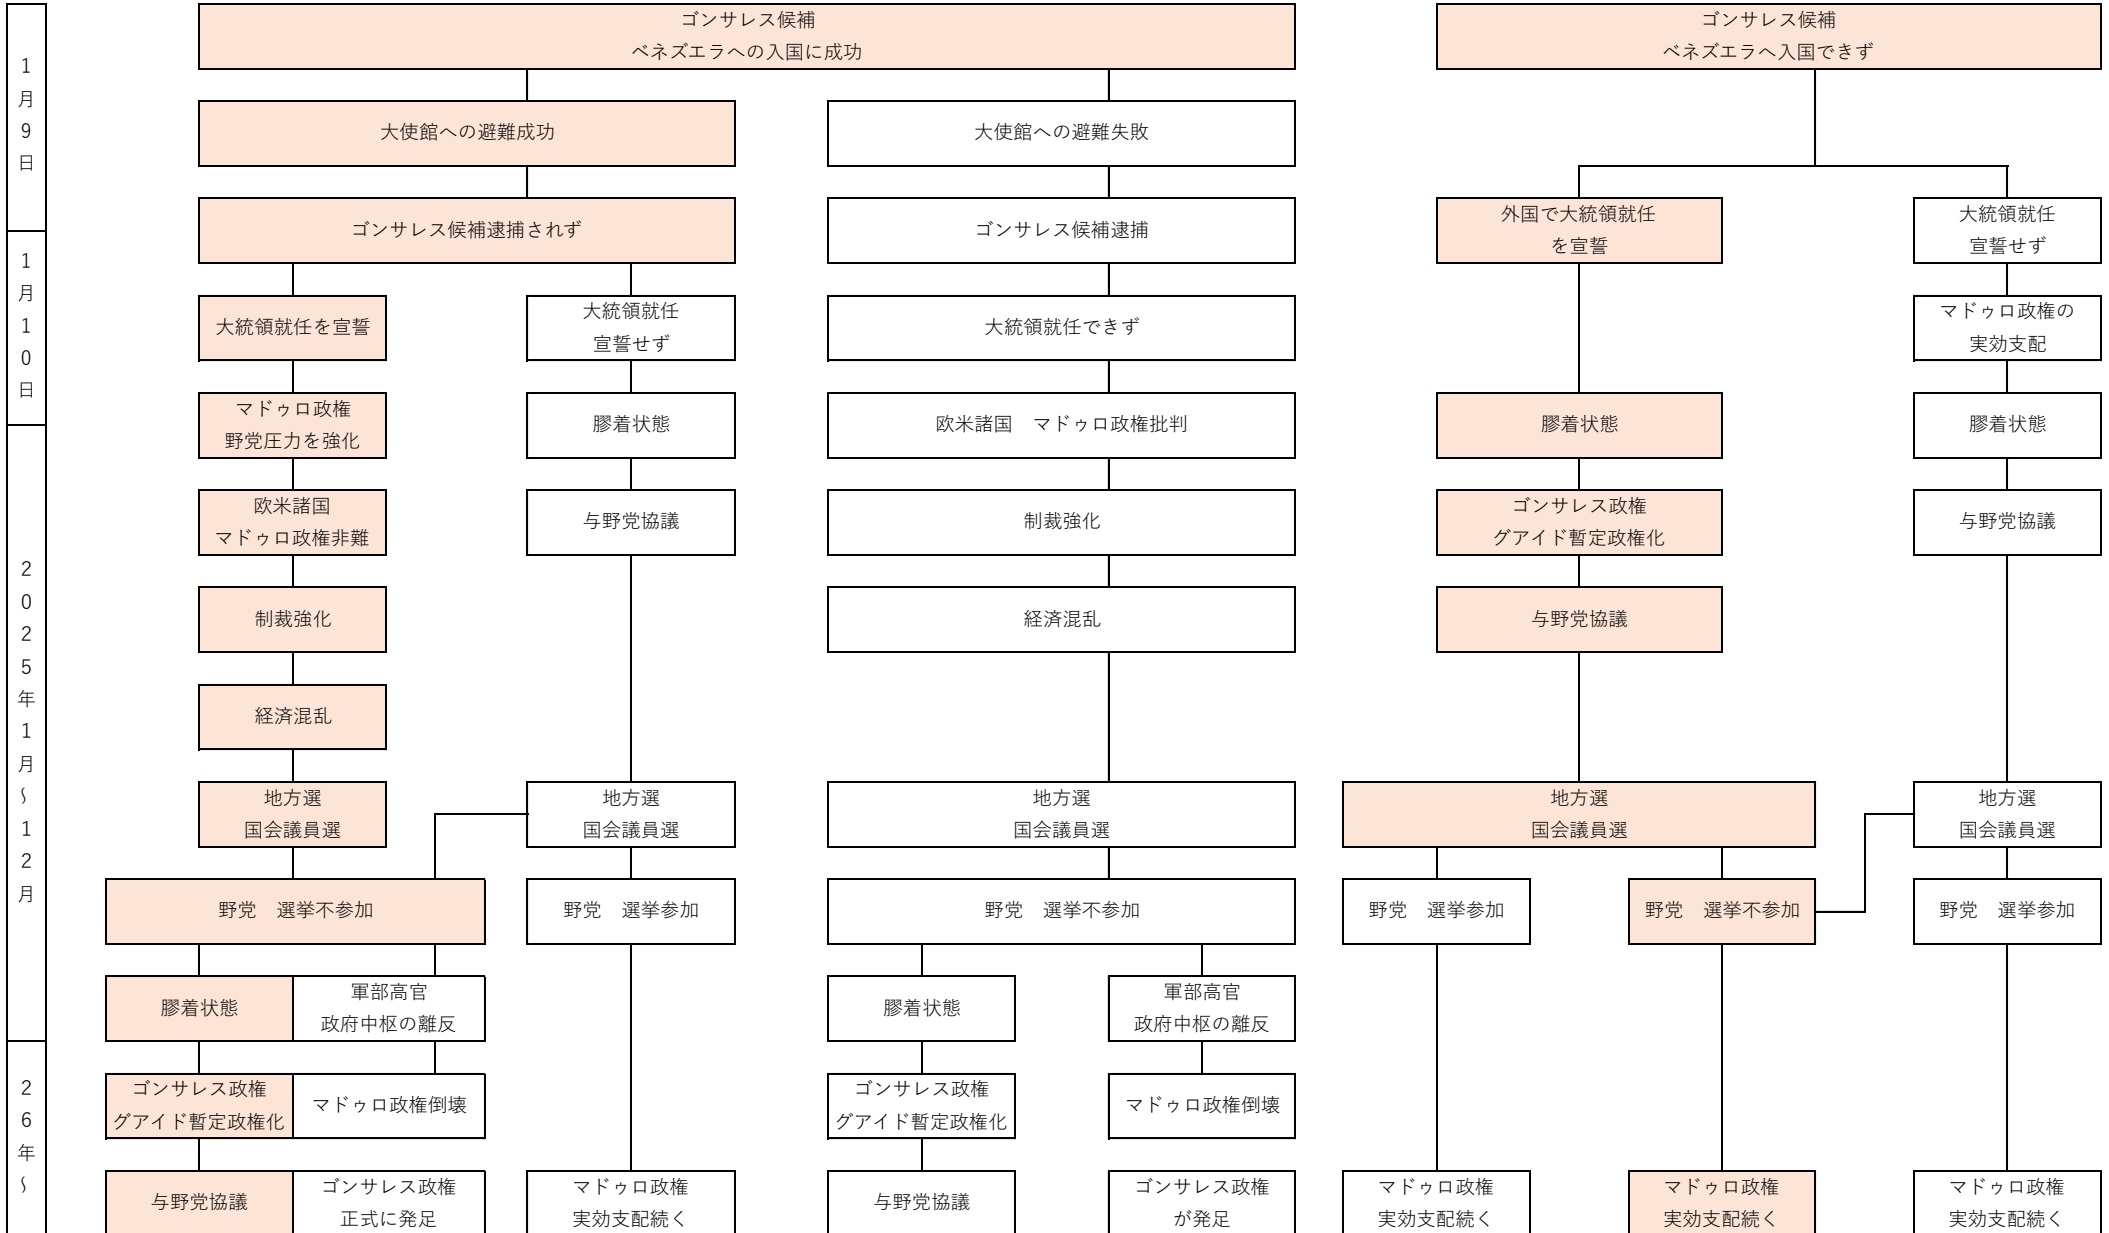 1月9日
1月10日
2025年1月～12月
26年～
ゴンサレス候補
ベネズエラへの入国に成功
ゴンサレス候補
ベネズエラへ入国できず
大使館への避難成功
大使館への避難失敗
ゴンサレス候補逮捕されず
ゴンサレス候補逮捕
外国で大統領就任
を宣誓
大統領就任
宣誓せず
大統領就任を宣誓
大統領就任
宣誓せず
大統領就任できず
マドゥロ政権の
実効支配
マドゥロ政権
野党圧力を強化
膠着状態
欧米諸国　マドゥロ政権批判
膠着状態
膠着状態
欧米諸国
マドゥロ政権非難
与野党協議
制裁強化
ゴンサレス政権
グアイド暫定政権化
与野党協議
制裁強化
経済混乱
与野党協議
経済混乱
地方選
国会議員選
地方選
国会議員選
地方選
国会議員選
地方選
国会議員選
地方選
国会議員選
野党　選挙不参加
野党　選挙参加
野党　選挙不参加
野党　選挙参加
野党　選挙不参加
野党　選挙参加
膠着状態
軍部高官
政府中枢の離反
膠着状態
軍部高官
政府中枢の離反
ゴンサレス政権
グアイド暫定政権化
マドゥロ政権倒壊
ゴンサレス政権
グアイド暫定政権化
マドゥロ政権倒壊
与野党協議
ゴンサレス政権
正式に発足
マドゥロ政権
実効支配続く
与野党協議
ゴンサレス政権
が発足
マドゥロ政権
実効支配続く
マドゥロ政権
実効支配続く
マドゥロ政権
実効支配続く